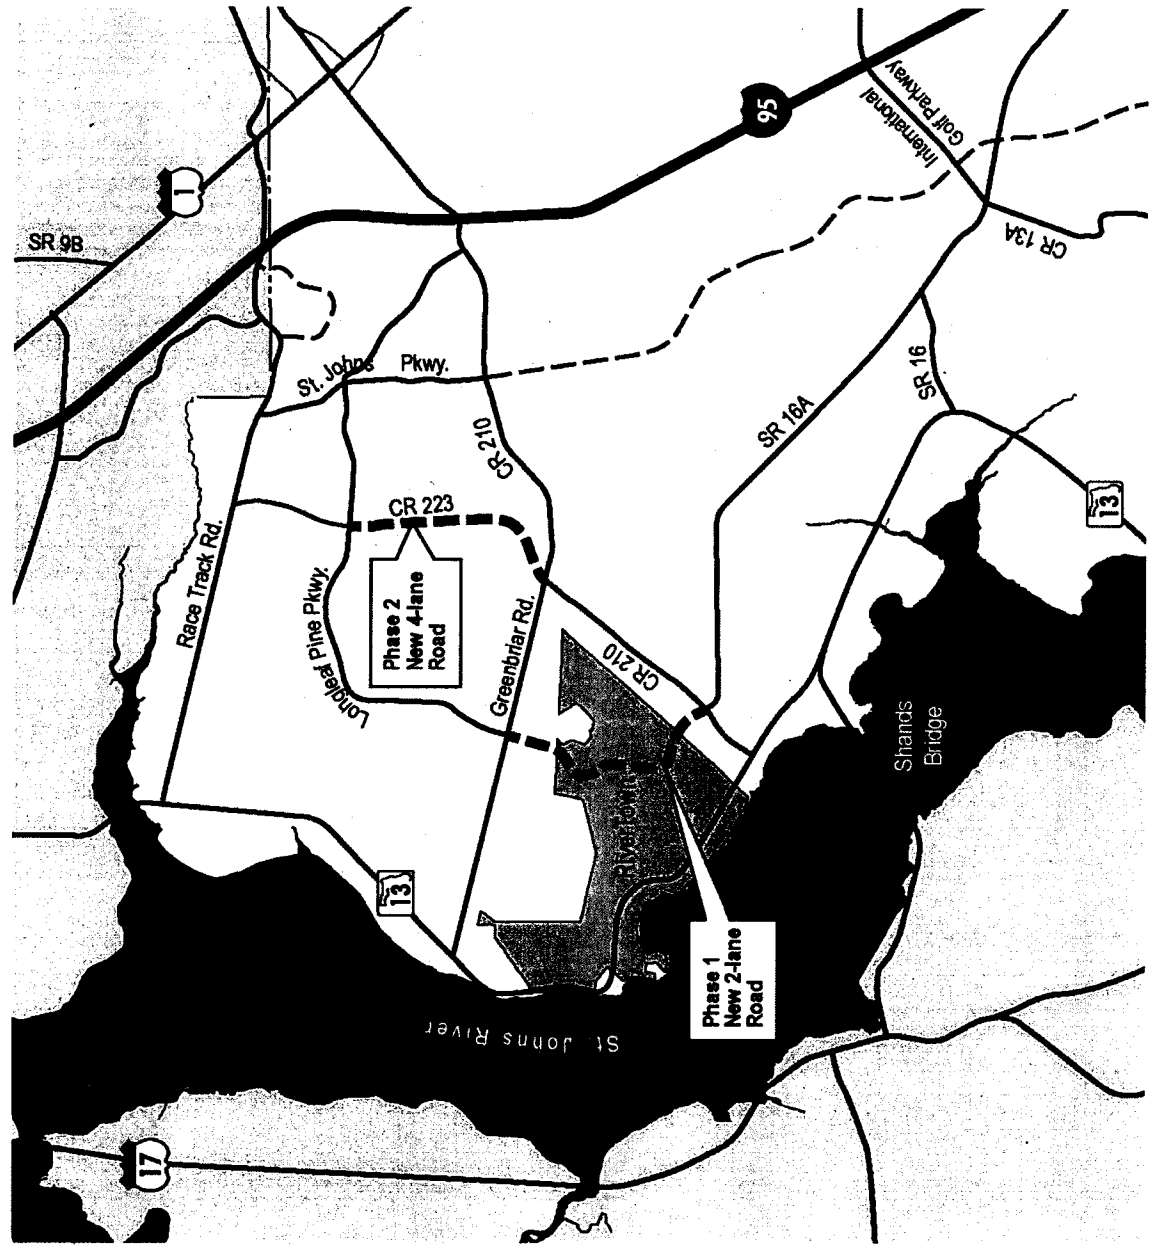 SR 9B
1
95
International
Golf Parkway
CR 13A
St. Johns Pkwy.
SR 16
SR 16A
CR 210
Race Track Rd.
CR 223
13
Phase 2
New 4-lane
Road
Longleaf Pine Pkwy.
Greenbriar Rd.
CR 210
Shands
Bridge
RiverTown
13
Phase 1
New 2-lane
Road
St. Johns River
17